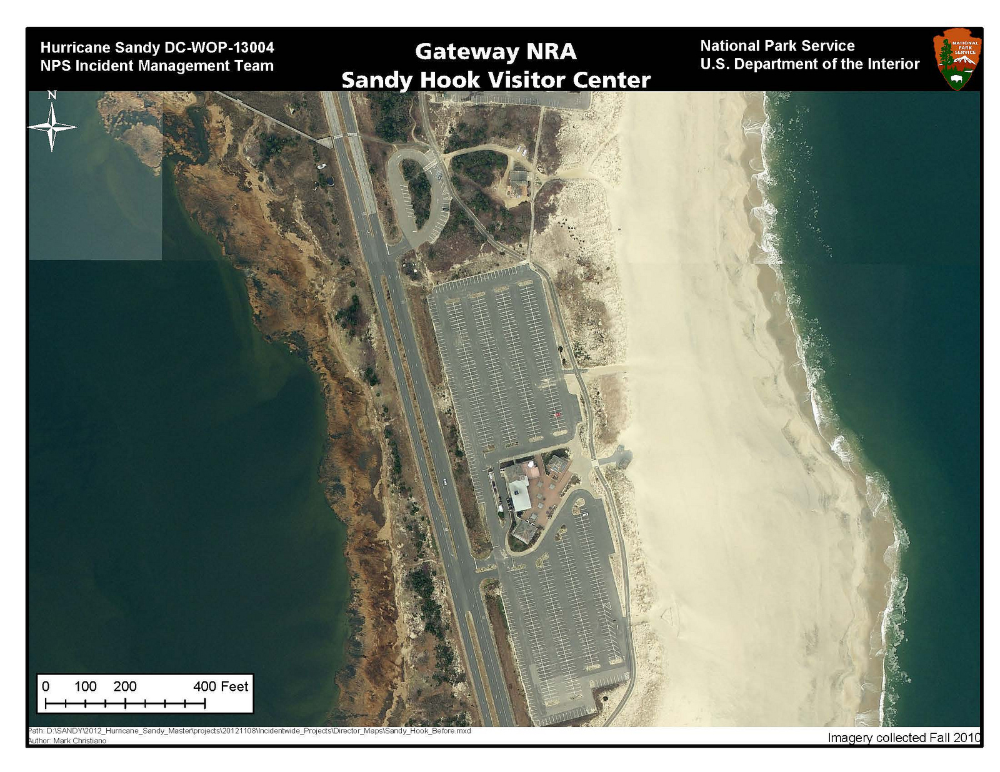 Hurricane Sandy DC-WOP-13004
NPS Incident Management Team
Gateway NRA
Sandy Hook Visitor Center
National Park Service
U.S. Department of the Interior
NATIONAL
PARK
SERVICE
N
0 100 200 400 Feet
Path: D:\SANDY\2012_Hurricane_Sandy_Master\projects\20121108\Incidentwide_Projects\Director_Maps\Sandy_Hook_Before.mxd
Author: Mark Christiano
Imagery collected Fall 2010